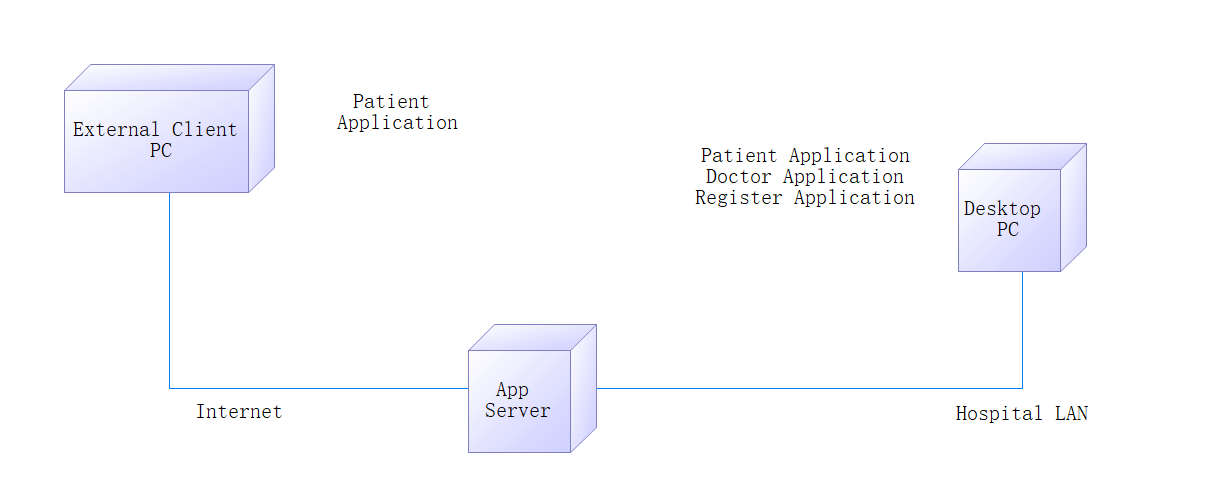 Patient
Application
External Client
PC
Patient Application
Doctor Application
Register Application
Desktop
PC
App
Server
Internet
Hospital LAN